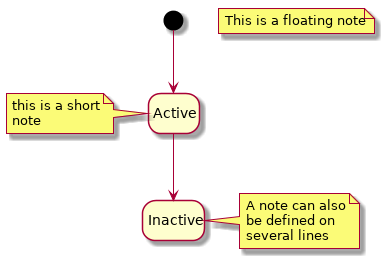 This is a floating note
this is a short
note
Active
Inactive
A note can also
be defined on
several lines